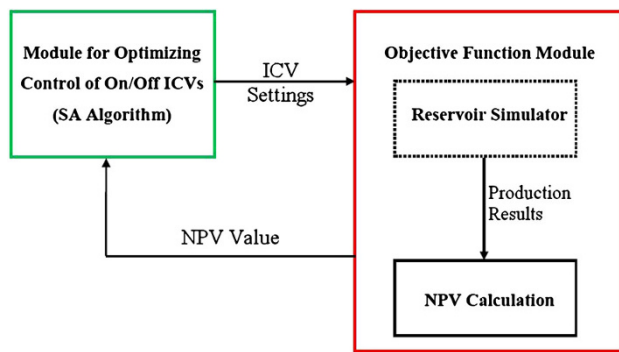 Module for Optimizing
Control of On/Off ICVs
(SA Algorithm)
ICV
Settings
Objective Function Module
Reservoir Simulator
Production
Results
NPV Value
NPV Calculation